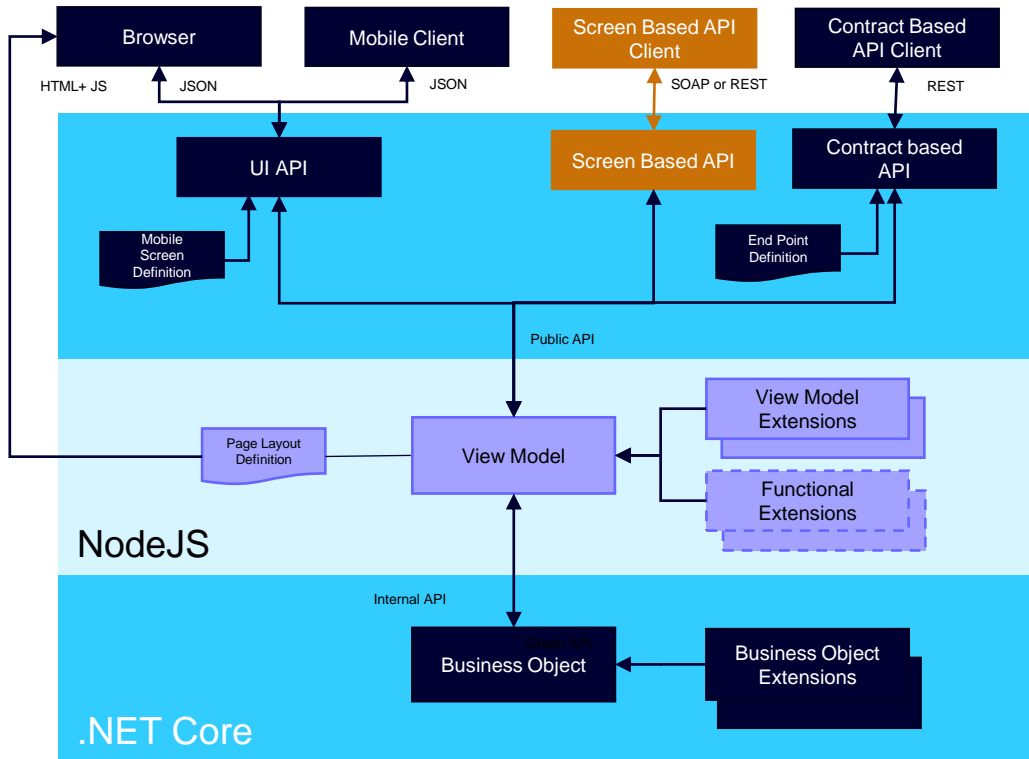 Browser
Mobile Client
Screen Based API
Client
Contract Based
API Client
HTML+ JS
JSON
JSON
SOAP or REST
REST
UI API
Screen Based API
Contract based
API
Mobile
Screen
Definition
End Point
Definition
Public API
Page Layout
Definition
View Model
View Model
Extensions
Functional
Extensions
NodeJS
Internal API
Business Object
Business Object
Extensions
.NET Core